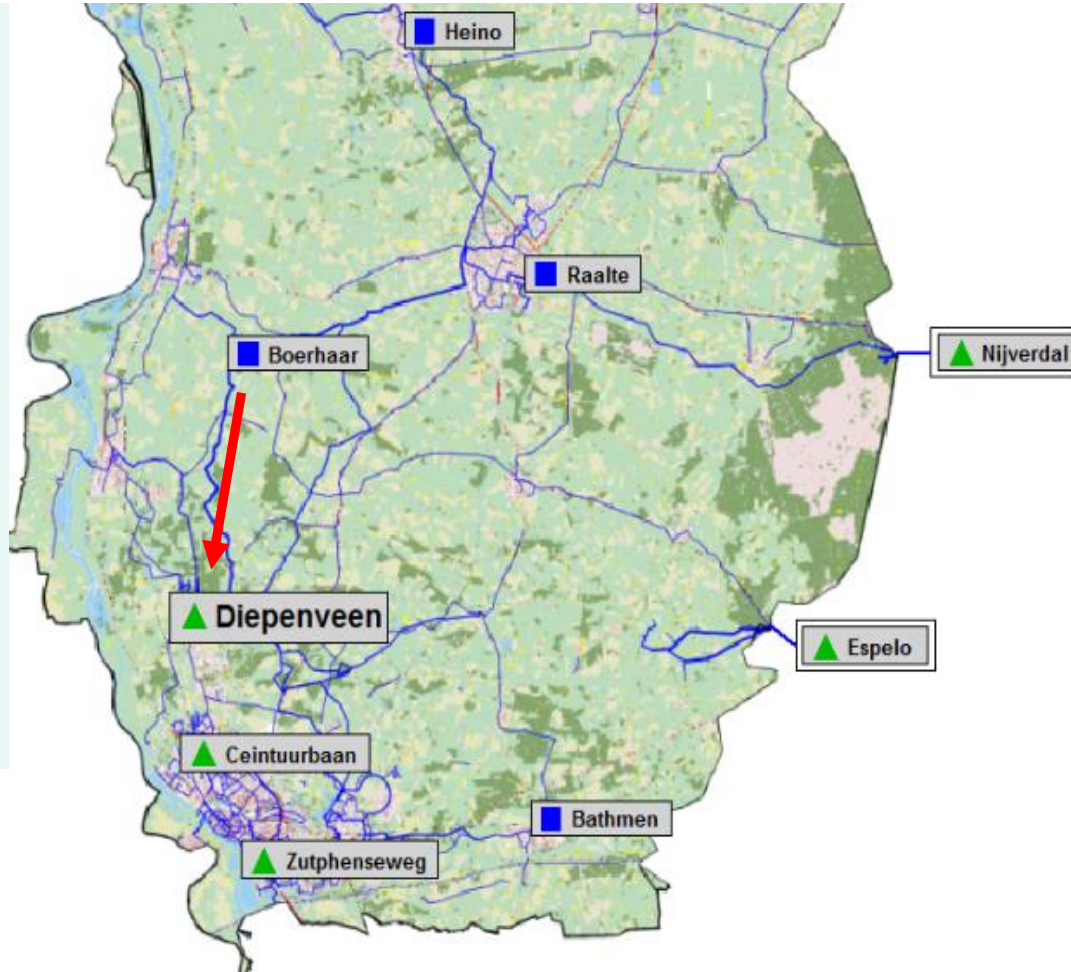 Heino
Raalte
Boerhaar
Nijverdal
Diepenveen
Espelo
Ceintuurbaan
Bathmen
Zutphenseweg